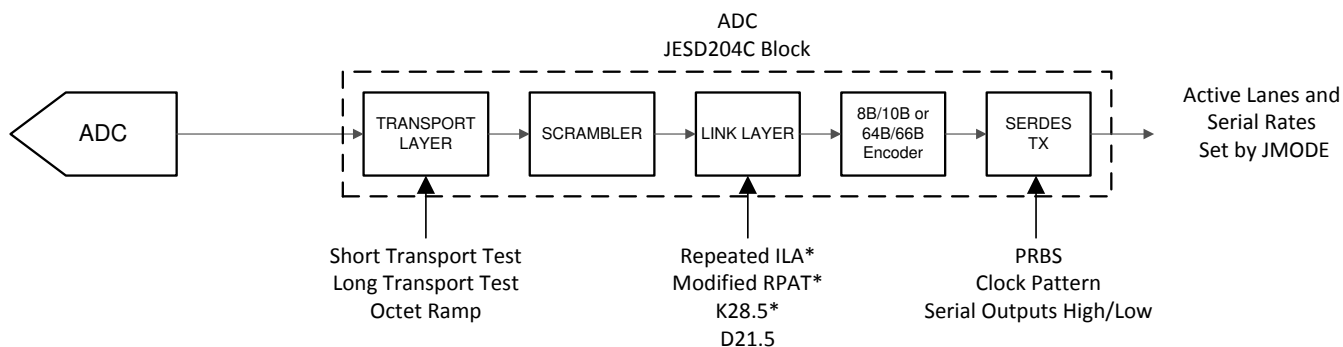 ADC
JESD204C Block
ADC
TRANSPORT
LAYER
SCRAMBLER
LINK LAYER
8B/10B or
64B/66B
Encoder
SERDES
TX
Active Lanes and
Serial Rates
Set by JMODE
Short Transport Test
Long Transport Test
Octet Ramp
Repeated ILA*
Modified RPAT*
K28.5*
D21.5
PRBS
Clock Pattern
Serial Outputs High/Low